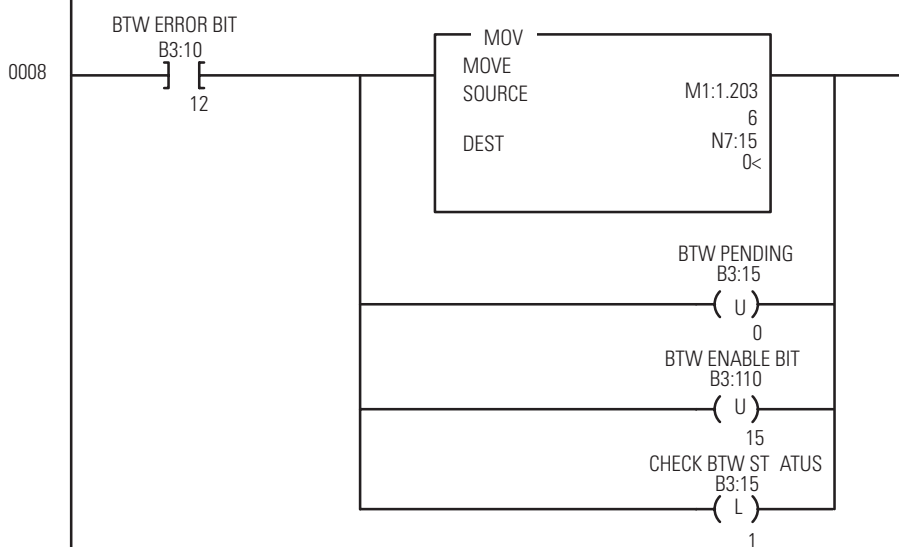 BTW ERROR BIT
B3:10
0008
12
MOV
MOVE
SOURCE M1:1.203
6
DEST N7:15
0<
BTW PENDING
B3:15
U
0
BTW ENABLE BIT
B3:110
U
15
CHECK BTW ST ATUS
B3:15
L
1